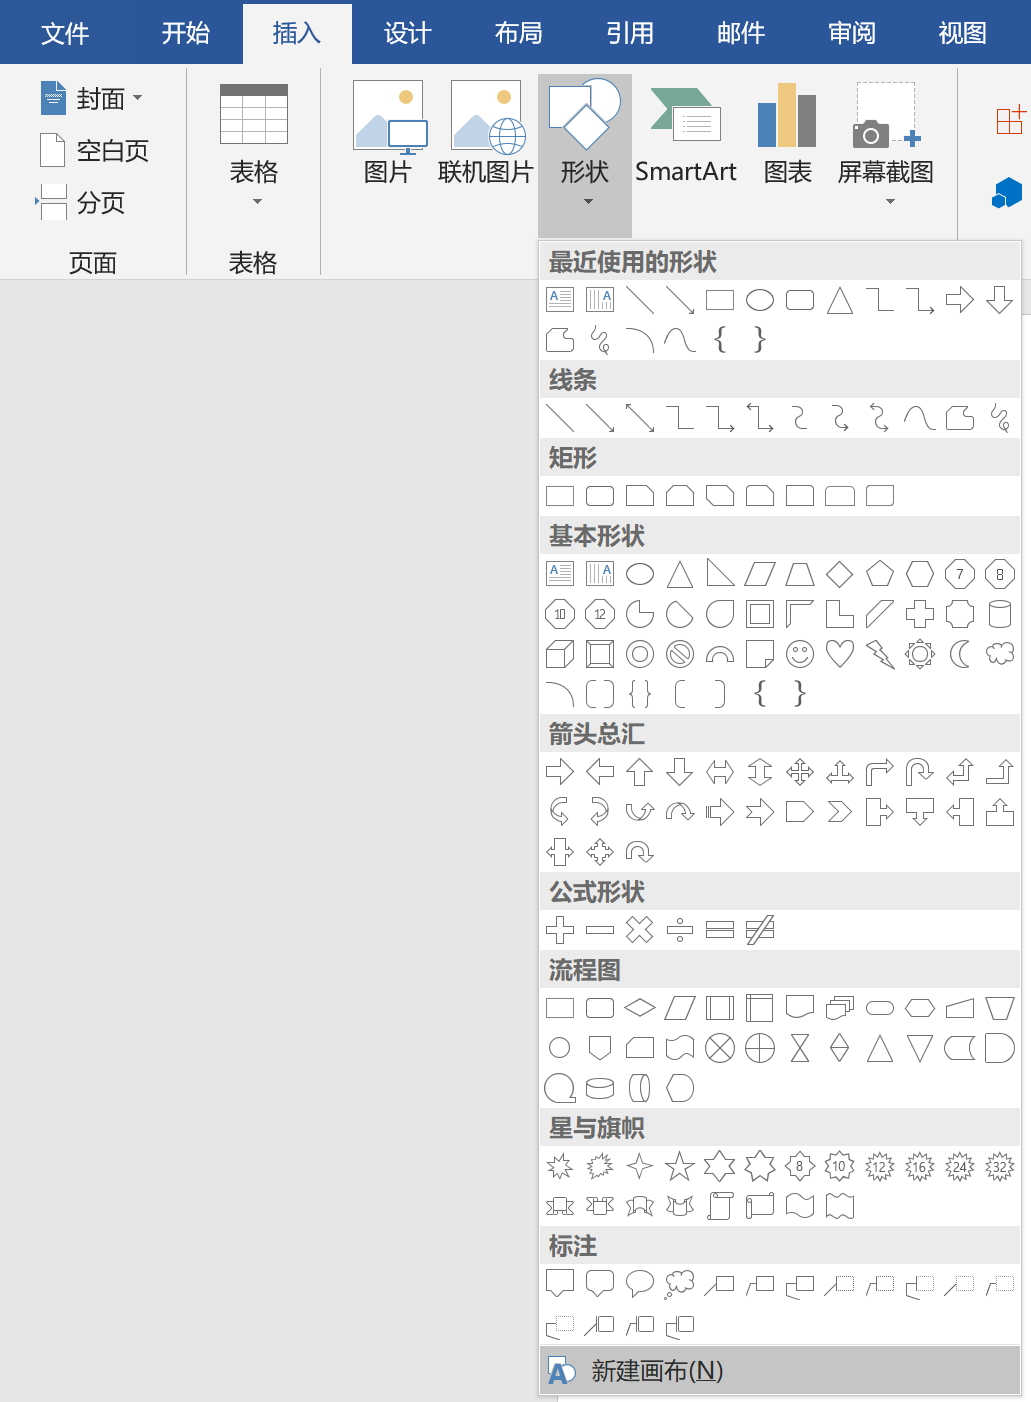 文件 开始 插入 设计 布局 引用 邮件 审阅 视图
封面
空白页
分页
页面
表格
表格
图片
联机图片
形状
SmartArt
图表
屏幕截图
最近使用的形状
A A
{ }
线条
矩形
基本形状
A A 7 8
10 12
{ }
箭头总汇
公式形状
流程图
星与旗帜
8 10 12 16 24 32
标注
A 新建画布(N)